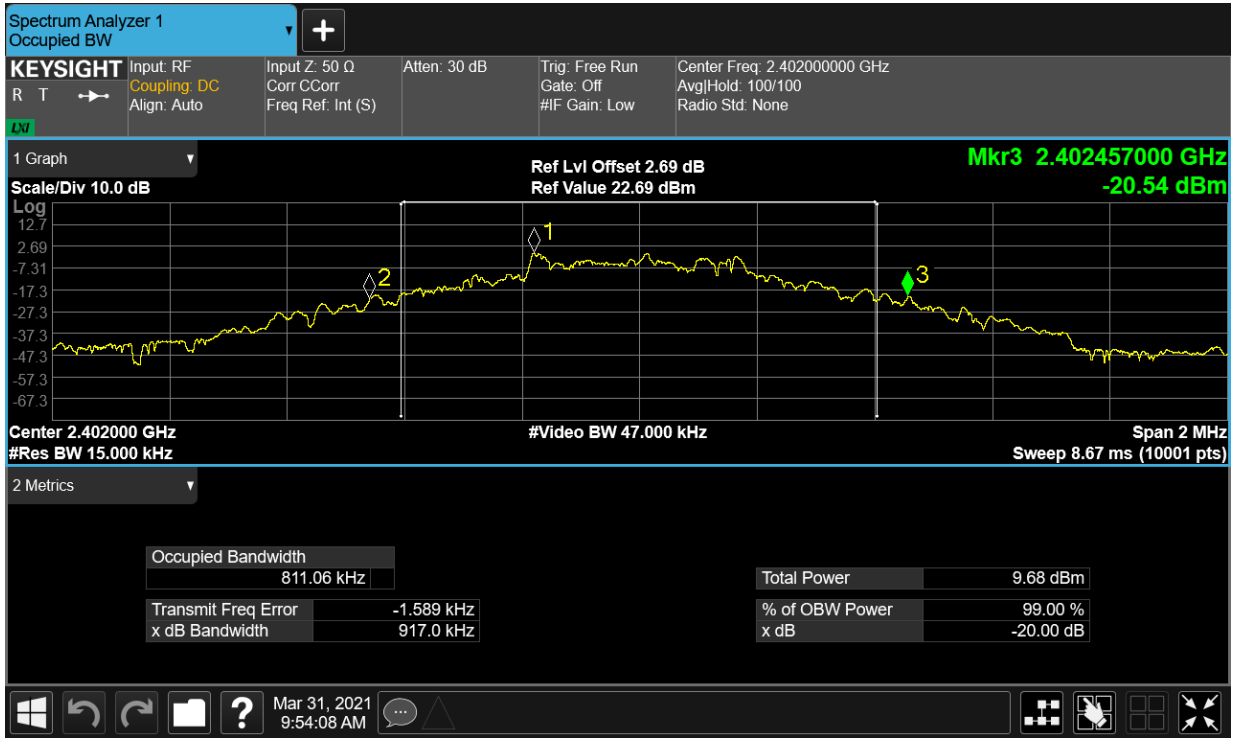 Spectrum Analyzer 1
Occupied BW
KEYSIGHT
R T
LXI
Input: RF
Coupling: DC
Align: Auto
Input Z: 50 Ω
Corr CCorr
Freq Ref: Int (S)
Atten: 30 dB
Trig: Free Run
Gate: Off
#IF Gain: Low
Center Freq: 2.402000000 GHz
Avg|Hold: 100/100
Radio Std: None
1 Graph
Scale/Div 10.0 dB
Ref Lvl Offset 2.69 dB
Ref Value 22.69 dBm
Mkr3 2.402457000 GHz
-20.54 dBm
Log
12.7
2.69
-7.31
-17.3
-27.3
-37.3
-47.3
-57.3
-67.3
1
2
3
Center 2.402000 GHz
#Res BW 15.000 kHz
#Video BW 47.000 kHz
Span 2 MHz
Sweep 8.67 ms (10001 pts)
2 Metrics
Occupied Bandwidth
811.06 kHz
Transmit Freq Error -1.589 kHz
x dB Bandwidth 917.0 kHz
Total Power 9.68 dBm
% of OBW Power 99.00 %
x dB -20.00 dB
?
Mar 31, 2021
9:54:08 AM